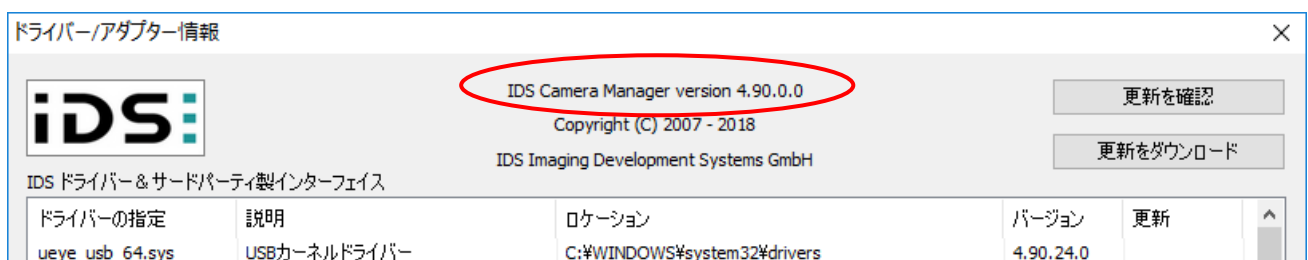 ドライバー/アダプター情報
IDS Camera Manager version 4.90.0.0
更新を確認
iDS:
Copyright (C) 2007 - 2018
更新をダウンロード
IDS Imaging Development Systems GmbH
IDS ドライバー & サードパーティ製インターフェイス
ドライバーの指定 説明 ロケーション バージョン 更新
ueye_usb_64.sys USBカーネルドライバー C:¥WINDOWS¥system32¥drivers 4.90.24.0